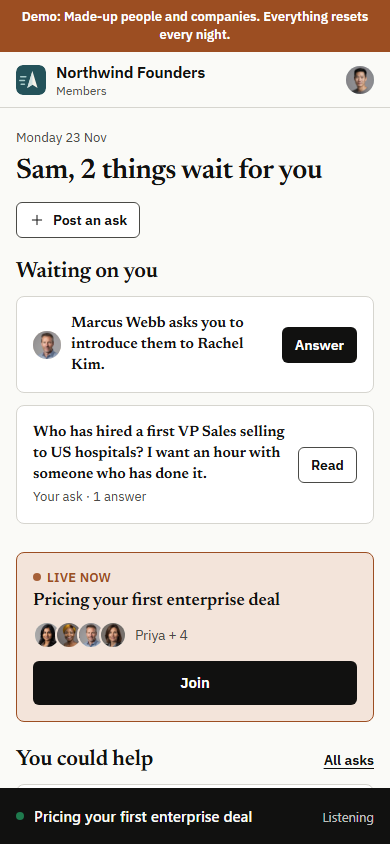 Demo: Made-up people and companies. Everything resets
every night.
Northwind Founders
Members
Monday 23 Nov
Sam, 2 things wait for you
+ Post an ask
Waiting on you
Marcus Webb asks you to
introduce them to Rachel
Kim.
Answer
Who has hired a first VP Sales selling
to US hospitals? I want an hour with
someone who has done it.
Your ask · 1 answer
Read
LIVE NOW
Pricing your first enterprise deal
Priya + 4
Join
You could help
All asks
Pricing your first enterprise deal
Listening